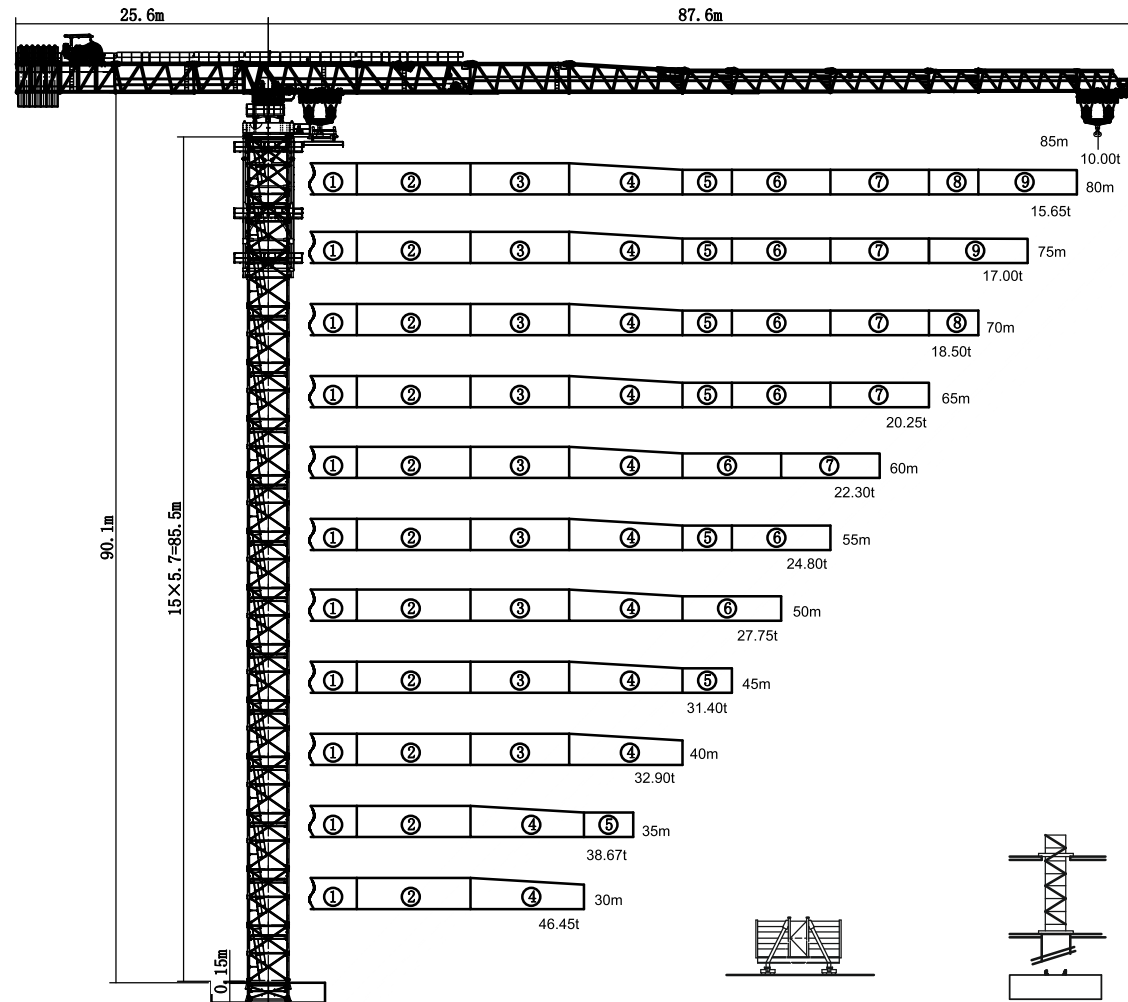 25.6m 87.6m
85m
10.00t
① ② ③ ④ ⑤ ⑥ ⑦ ⑧ ⑨ 80m
15.65t
① ② ③ ④ ⑤ ⑥ ⑦ ⑨ 75m
17.00t
① ② ③ ④ ⑤ ⑥ ⑦ ⑧ 70m
18.50t
① ② ③ ④ ⑤ ⑥ ⑦ 65m
20.25t
① ② ③ ④ ⑥ ⑦ 60m
22.30t
① ② ③ ④ ⑤ ⑥ 55m
24.80t
① ② ③ ④ ⑥ 50m
27.75t
① ② ③ ④ ⑤ 45m
31.40t
① ② ③ ④ 40m
32.90t
① ② ④ ⑤ 35m
38.67t
① ② ④ 30m
46.45t
90.1m
15×5.7=85.5m
0.15m